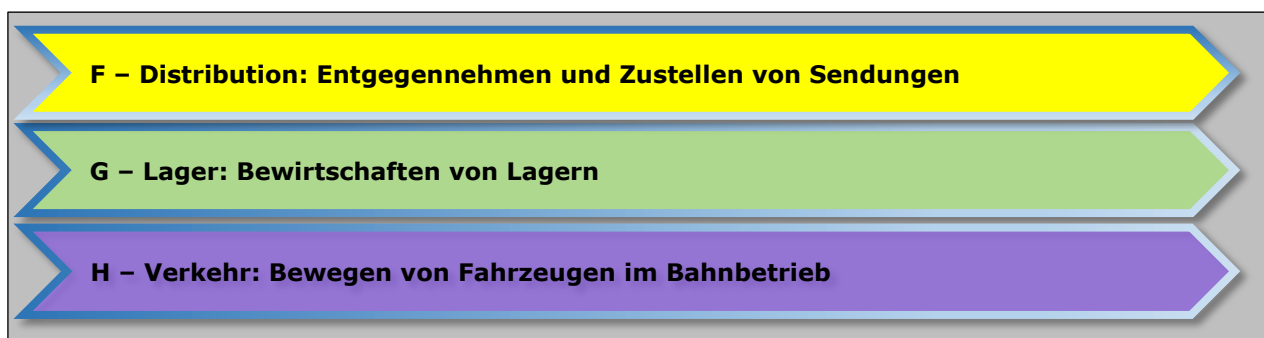 F – Distribution: Entgegennehmen und Zustellen von Sendungen
G – Lager: Bewirtschaften von Lagern
H – Verkehr: Bewegen von Fahrzeugen im Bahnbetrieb